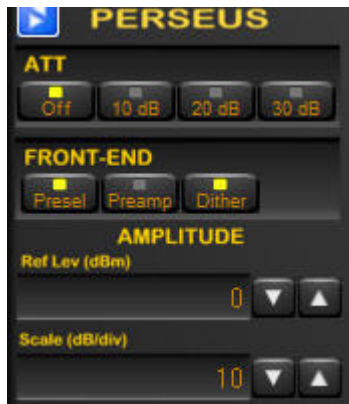 PERSEUS
ATT
Off 10 dB 20 dB 30 dB
FRONT-END
Presel Preamp Dither
AMPLITUDE
Ref Lev (dBm)
0
Scale (dB/div)
10